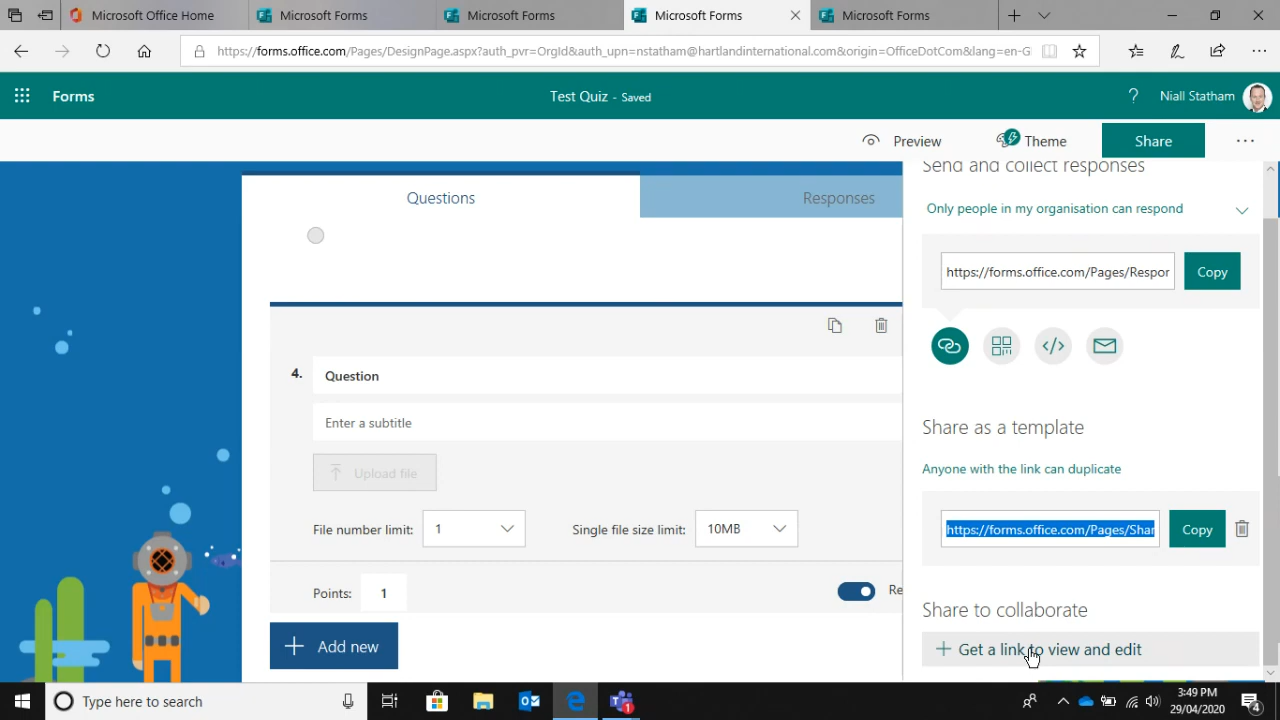 Microsoft Office Home
Microsoft Forms
Microsoft Forms
Microsoft Forms
Microsoft Forms
https://forms.office.com/Pages/DesignPage.aspx?auth_pvr=OrgId&auth_upn=nstatham@hartlandinternational.com&origin=OfficeDotCom&lang=en-G
Forms
Test Quiz - Saved
? Niall Statham
Preview
Theme
Share
Questions
Responses
4. Question
Enter a subtitle
Upload file
File number limit: 1
Single file size limit: 10MB
Points: 1
Re
+ Add new
Send and collect responses
Only people in my organisation can respond
https://forms.office.com/Pages/Respor
Copy
Share as a template
Anyone with the link can duplicate
https://forms.office.com/Pages/Shar
Copy
Share to collaborate
+ Get a link to view and edit
Type here to search
1
3:49 PM
29/04/2020
4